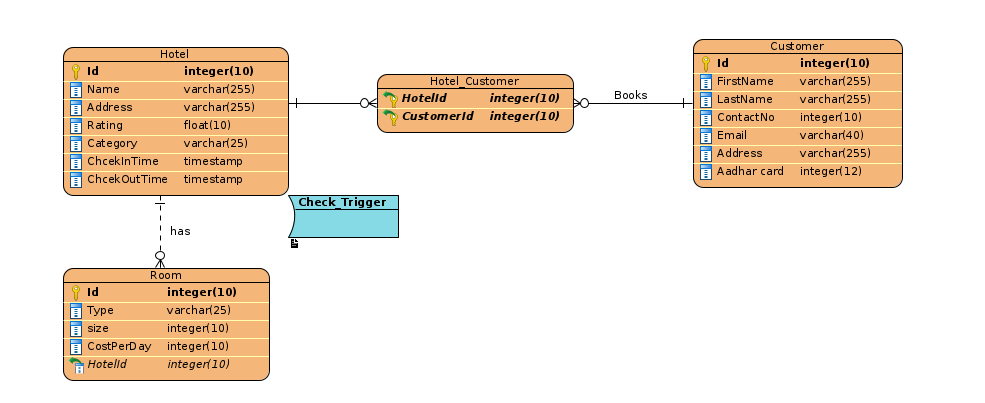 Hotel
Id integer(10)
Name varchar(255)
Address varchar(255)
Rating float(10)
Category varchar(25)
ChcekInTime timestamp
ChcekOutTime timestamp
Hotel_Customer
HotelId integer(10)
CustomerId integer(10)
Books
Customer
Id integer(10)
FirstName varchar(255)
LastName varchar(255)
ContactNo integer(10)
Email varchar(40)
Address varchar(255)
Aadhar card integer(12)
Check_Trigger
has
Room
Id integer(10)
Type varchar(25)
size integer(10)
CostPerDay integer(10)
HotelId integer(10)